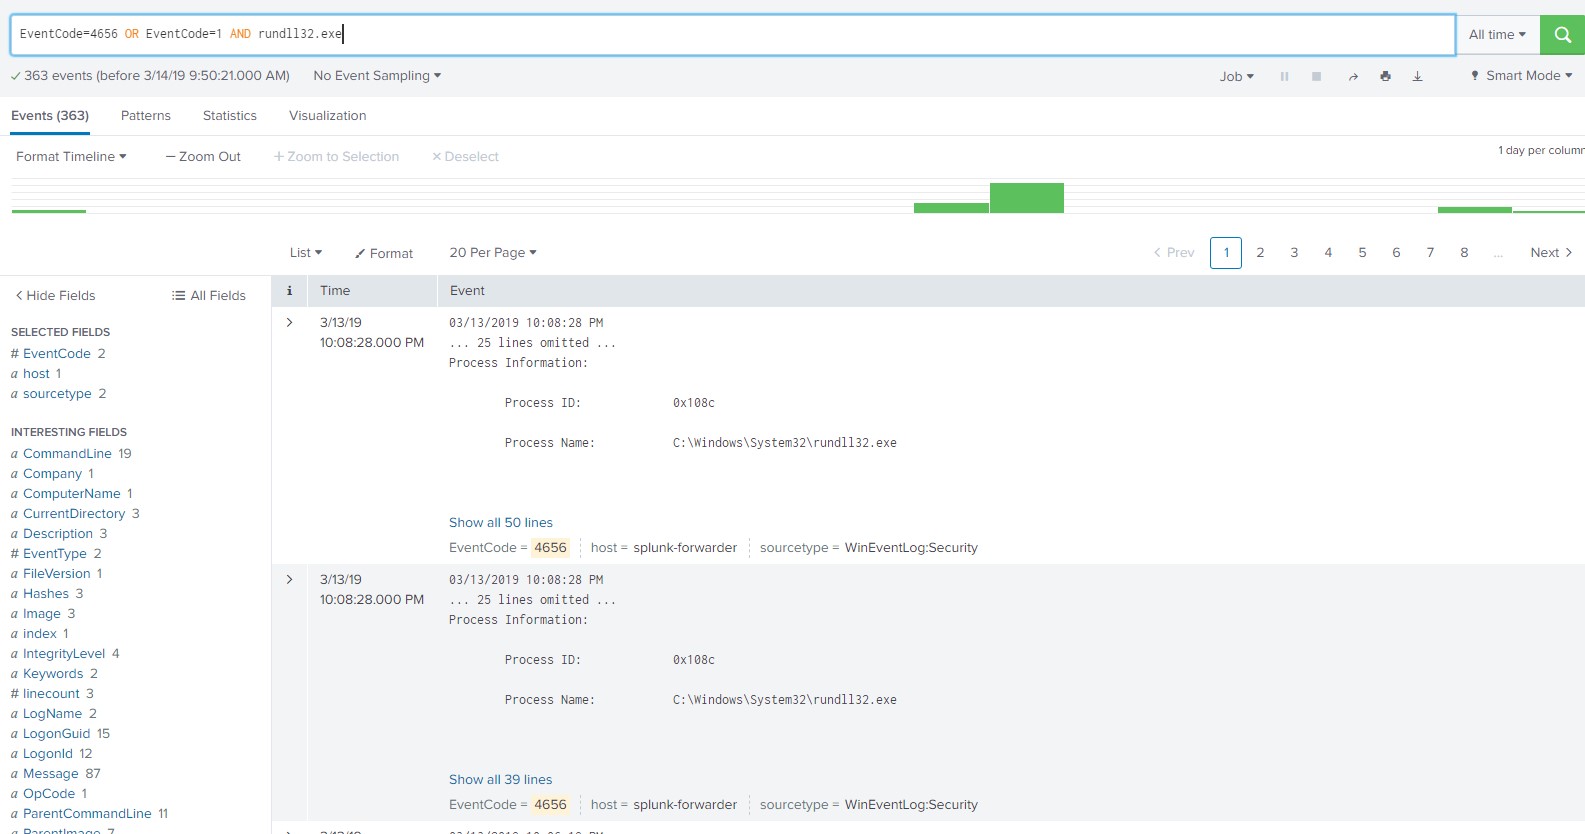 EventCode=4656 OR EventCode=1 AND rundll32.exe
All time
363 events (before 3/14/19 9:50:21.000 AM)
No Event Sampling
Job
Smart Mode
Events (363)
Patterns
Statistics
Visualization
Format Timeline
— Zoom Out
+ Zoom to Selection
× Deselect
1 day per column
List
Format
20 Per Page
< Prev
1
2
3
4
5
6
7
8
...
Next >
< Hide Fields
All Fields
SELECTED FIELDS
# EventCode 2
a host 1
a sourcetype 2
INTERESTING FIELDS
a CommandLine 19
a Company 1
a ComputerName 1
a CurrentDirectory 3
a Description 3
# EventType 2
a FileVersion 1
a Hashes 3
a Image 3
a index 1
a IntegrityLevel 4
a Keywords 2
# linecount 3
a LogName 2
a LogonGuid 15
a LogonId 12
a Message 87
a OpCode 1
a ParentCommandLine 11
a ParentImage 7
i
Time
Event
>
3/13/19
10:08:28.000 PM
03/13/2019 10:08:28 PM
... 25 lines omitted ...
Process Information:
Process ID: 0x108c
Process Name: C:\Windows\System32\rundll32.exe
Show all 50 lines
EventCode = 4656 host = splunk-forwarder sourcetype = WinEventLog:Security
>
3/13/19
10:08:28.000 PM
03/13/2019 10:08:28 PM
... 25 lines omitted ...
Process Information:
Process ID: 0x108c
Process Name: C:\Windows\System32\rundll32.exe
Show all 39 lines
EventCode = 4656 host = splunk-forwarder sourcetype = WinEventLog:Security